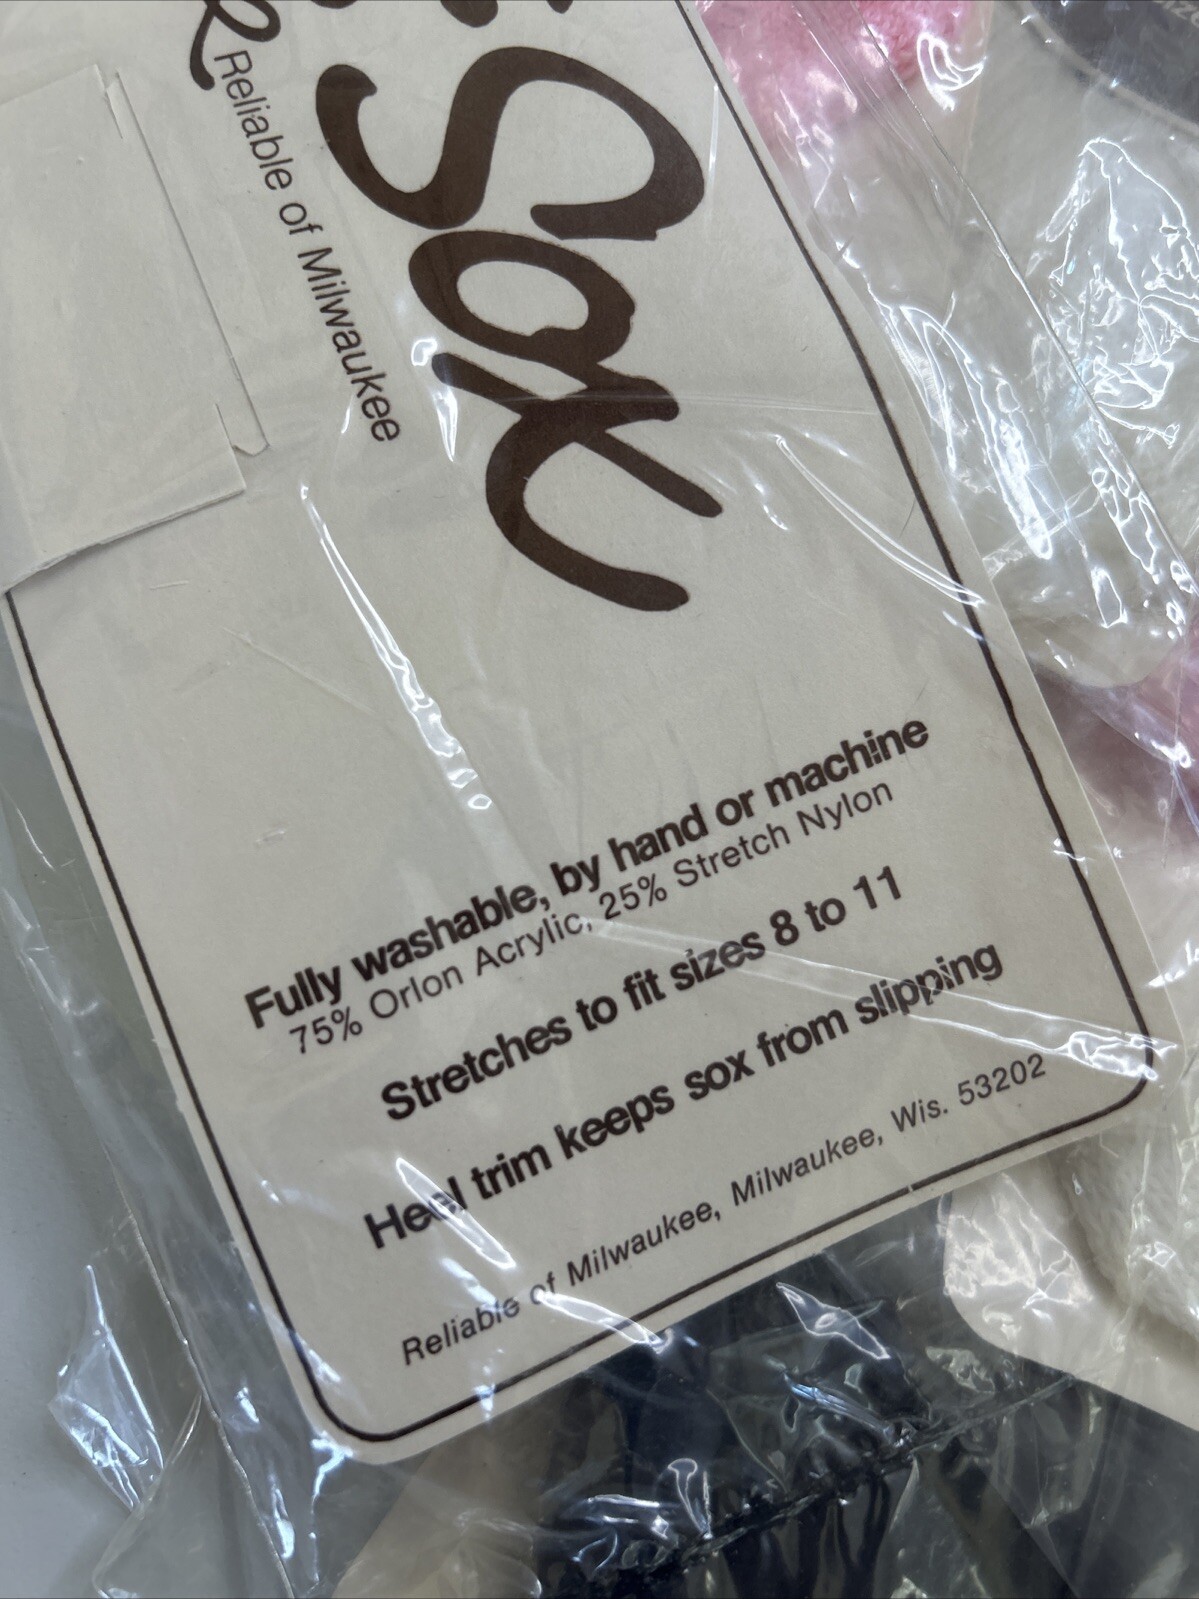 Sox
Reliable of Milwaukee
Fully washable, by hand or machine
75% Orlon Acrylic, 25% Stretch Nylon
Stretches to fit sizes 8 to 11
Heel trim keeps sox from slipping
Reliable of Milwaukee, Milwaukee, Wis. 53202